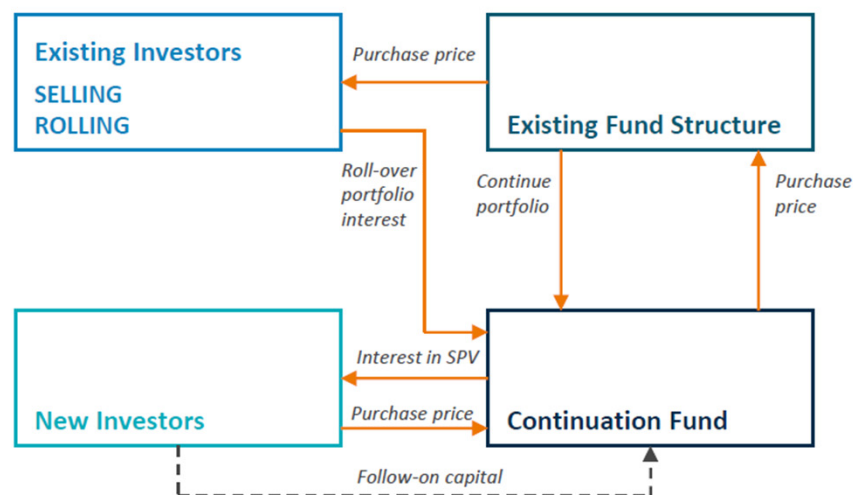 Existing Investors
SELLING
ROLLING
Purchase price
Existing Fund Structure
Roll-over
portfolio
interest
Continue
portfolio
Purchase
price
New Investors
Interest in SPV
Purchase price
Continuation Fund
Follow-on capital